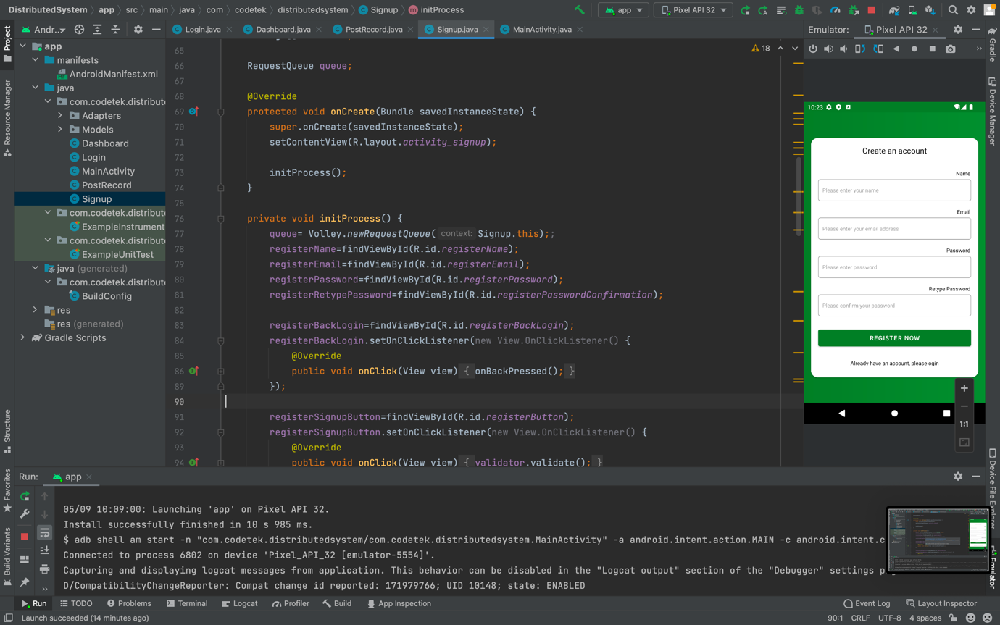 DistributedSystem app src main java com codetek distributedsystem Signup initProcess
app Pixel API 32
Andr..
Login.java Dashboard.java PostRecord.java Signup.java MainActivity.java
Emulator: Pixel API 32
Project
Resource Manager
Structure
Favorites
Build Variants
app
manifests
AndroidManifest.xml
java
com.codetek.distribute
Adapters
Models
Dashboard
Login
MainActivity
PostRecord
Signup
com.codetek.distribute
ExampleInstrument
com.codetek.distribute
ExampleUnitTest
java (generated)
com.codetek.distribute
BuildConfig
res
res (generated)
Gradle Scripts
18
65
66 RequestQueue queue;
67
68 @Override
69 protected void onCreate(Bundle savedInstanceState) {
70 super.onCreate(savedInstanceState);
71 setContentView(R.layout.activity_signup);
72
73 initProcess();
74 }
75
76 private void initProcess() {
77 queue= Volley.newRequestQueue( context: Signup.this);;
78 registerName=findViewById(R.id.registerName);
79 registerEmail=findViewById(R.id.registerEmail);
80 registerPassword=findViewById(R.id.registerPassword);
81 registerRetypePassword=findViewById(R.id.registerPasswordConfirmation);
82
83 registerBackLogin=findViewById(R.id.registerBackLogin);
84 registerBackLogin.setOnClickListener(new View.OnClickListener() {
85 @Override
86 public void onClick(View view) { onBackPressed(); }
89 });
90
91 registerSignupButton=findViewById(R.id.registerButton);
92 registerSignupButton.setOnClickListener(new View.OnClickListener() {
93 @Override
94 public void onClick(View view) { validator.validate(); }
10:23
Create an account
Name
Please enter your name
Email
Please enter your email address
Password
Please enter password
Retype Password
Please confirm your password
REGISTER NOW
Already have an account, please ogin
1:1
Gradle
Device Manager
Device File Explorer
Emulator
Run: app
05/09 10:09:00: Launching 'app' on Pixel API 32.
Install successfully finished in 10 s 985 ms.
$ adb shell am start -n "com.codetek.distributedsystem/com.codetek.distributedsystem.MainActivity" -a android.intent.action.MAIN -c android.intent.c
Connected to process 6802 on device 'Pixel_API_32 [emulator-5554]'.
Capturing and displaying logcat messages from application. This behavior can be disabled in the "Logcat output" section of the "Debugger" settings p
D/CompatibilityChangeReporter: Compat change id reported: 171979766; UID 10148; state: ENABLED
Run TODO Problems Terminal Logcat Profiler Build App Inspection Event Log Layout Inspector
Launch succeeded (14 minutes ago) 90:1 CRLF UTF-8 4 spaces